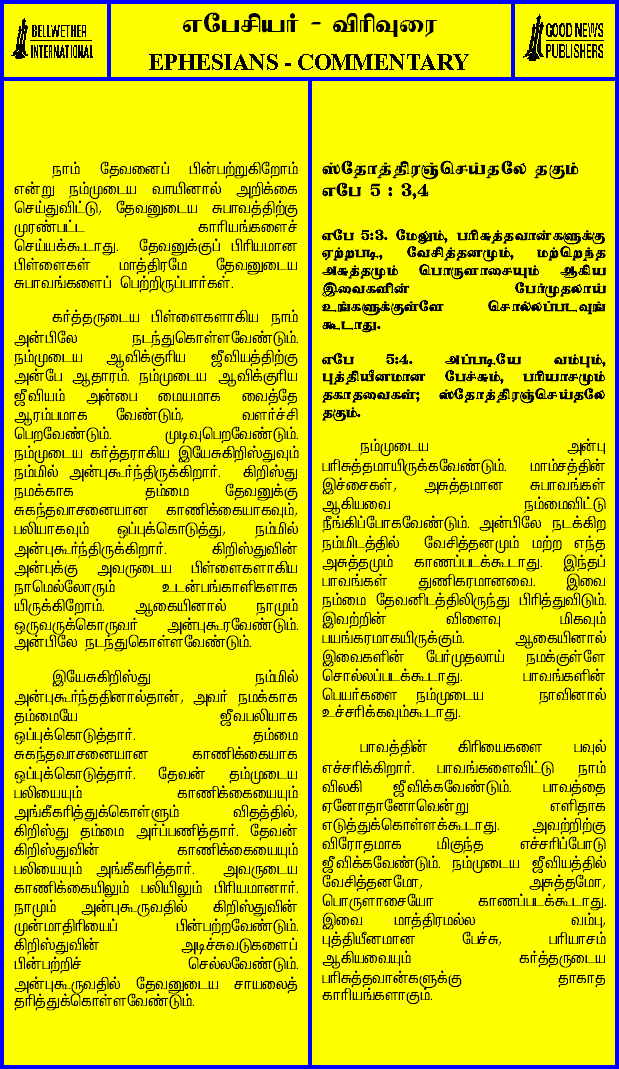 BELLWETHER
INTERNATIONAL
எபேசியர் - விரிவுரை
EPHESIANS - COMMENTARY
GOOD NEWS
PUBLISHERS
நாம் தேவனைப் பின்பற்றுகிறோம்
என்று நம்முடைய வாயினால் அறிக்கை
செய்துவிட்டு, தேவனுடைய சுபாவத்திற்கு
முரண்பட்ட காரியங்களைச்
செய்யக்கூடாது. தேவனுக்குப் பிரியமான
பிள்ளைகள் மாத்திரமே தேவனுடைய
சுபாவங்களைப் பெற்றிருப்பார்கள்.
கர்த்தருடைய பிள்ளைகளாகிய நாம்
அன்பிலே நடந்துகொள்ளவேண்டும்.
நம்முடைய ஆவிக்குரிய ஜீவியத்திற்கு
அன்பே ஆதாரம். நம்முடைய ஆவிக்குரிய
ஜீவியம் அன்பை மையமாக வைத்தே
ஆரம்பமாக வேண்டும், வளர்ச்சி
பெறவேண்டும். முடிவுபெறவேண்டும்.
நம்முடைய கர்த்தராகிய இயேசுகிறிஸ்துவும்
நம்மில் அன்புகூர்ந்திருக்கிறார். கிறிஸ்து
நமக்காக தம்மை தேவனுக்கு
சுகந்தவாசனையான காணிக்கையாகவும்,
பலியாகவும் ஒப்புக்கொடுத்து, நம்மில்
அன்புகூர்ந்திருக்கிறார். கிறிஸ்துவின்
அன்புக்கு அவருடைய பிள்ளைகளாகிய
நாமெல்லோரும் உடன்பங்காளிகளாக
யிருக்கிறோம். ஆகையினால் நாமும்
ஒருவருக்கொருவர் அன்புகூரவேண்டும்.
அன்பிலே நடந்துகொள்ளவேண்டும்.
இயேசுகிறிஸ்து நம்மில்
அன்புகூர்ந்ததினால்தான், அவர் நமக்காக
தம்மையே ஜீவபலியாக
ஒப்புக்கொடுத்தார். தம்மை
சுகந்தவாசனையான காணிக்கையாக
ஒப்புக்கொடுத்தார். தேவன் தம்முடைய
பலியையும் காணிக்கையையும்
அங்கீகரித்துக்கொள்ளும் விதத்தில்,
கிறிஸ்து தம்மை அர்ப்பணித்தார். தேவன்
கிறிஸ்துவின் காணிக்கையையும்
பலியையும் அங்கீகரித்தார். அவருடைய
காணிக்கையிலும் பலியிலும் பிரியமானார்.
நாமும் அன்புகூருவதில் கிறிஸ்துவின்
முன்மாதிரியைப் பின்பற்றவேண்டும்.
கிறிஸ்துவின் அடிச்சுவடுகளைப்
பின்பற்றிச் செல்லவேண்டும்.
அன்புகூருவதில் தேவனுடைய சாயலைத்
தரித்துக்கொள்ளவேண்டும்.
ஸ்தோத்திரஞ்செய்தலே தகும்
எபே 5 : 3,4
எபே 5:3. மேலும், பரிசுத்தவான்களுக்கு
ஏற்றபடி, வேசித்தனமும், மற்றெந்த
அசுத்தமும் பொருளாசையும் ஆகிய
இவைகளின் பேர்முதலாய்
உங்களுக்குள்ளே சொல்லப்படவுங்
கூடாது.
எபே 5:4. அப்படியே வம்பும்,
புத்தியீனமான பேச்சும், பரியாசமும்
தகாதவைகள்; ஸ்தோத்திரஞ்செய்தலே
தகும்.
நம்முடைய அன்பு
பரிசுத்தமாயிருக்கவேண்டும். மாம்சத்தின்
இச்சைகள், அசுத்தமான சுபாவங்கள்
ஆகியவை நம்மைவிட்டு
நீங்கிப்போகவேண்டும். அன்பிலே நடக்கிற
நம்மிடத்தில் வேசித்தனமும் மற்ற எந்த
அசுத்தமும் காணப்படக்கூடாது. இந்தப்
பாவங்கள் துணிகரமானவை. இவை
நம்மை தேவனிடத்திலிருந்து பிரித்துவிடும்.
இவற்றின் விளைவு மிகவும்
பயங்கரமாகயிருக்கும். ஆகையினால்
இவைகளின் பேர்முதலாய் நமக்குள்ளே
சொல்லப்படக்கூடாது. பாவங்களின்
பெயர்களை நம்முடைய நாவினால்
உச்சரிக்கவும்கூடாது.
பாவத்தின் கிரியைகளை பவுல்
எச்சரிக்கிறார். பாவங்களைவிட்டு நாம்
விலகி ஜீவிக்கவேண்டும். பாவத்தை
ஏனோதானோவென்று எளிதாக
எடுத்துக்கொள்ளக்கூடாது. அவற்றிற்கு
விரோதமாக மிகுந்த எச்சரிப்போடு
ஜீவிக்கவேண்டும். நம்முடைய ஜீவியத்தில்
வேசித்தனமோ, அசுத்தமோ,
பொருளாசையோ காணப்படக்கூடாது.
இவை மாத்திரமல்ல வம்பு,
புத்தியீனமான பேச்சு, பரியாசம்
ஆகியவையும் கர்த்தருடைய
பரிசுத்தவான்களுக்கு தாகாத
காரியங்களாகும்.